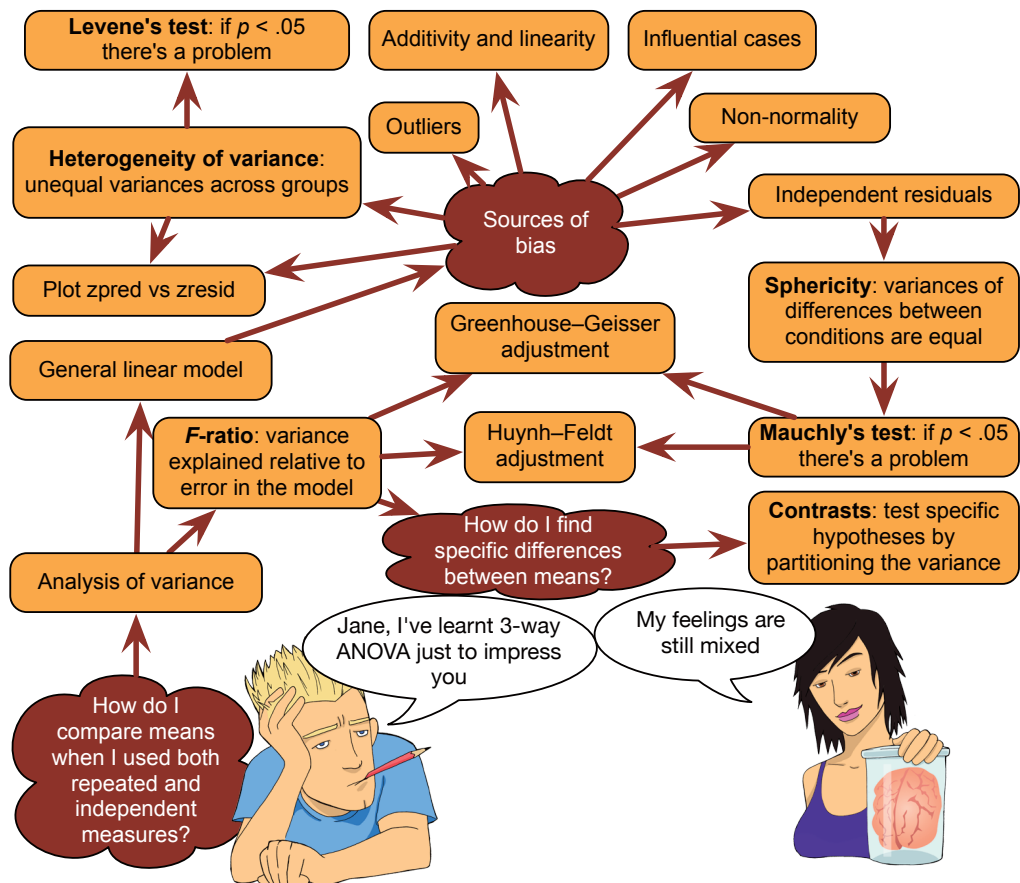 Levene's test: if p < .05
there's a problem
Additivity and linearity
Influential cases
Outliers
Non-normality
Heterogeneity of variance:
unequal variances across groups
Sources of
bias
Independent residuals
Plot zpred vs zresid
Sphericity: variances of
differences between
conditions are equal
Greenhouse–Geisser
adjustment
General linear model
F-ratio: variance
explained relative to
error in the model
Huynh–Feldt
adjustment
Mauchly's test: if p < .05
there's a problem
How do I find
specific differences
between means?
Contrasts: test specific
hypotheses by
partitioning the variance
Analysis of variance
Jane, I've learnt 3-way
ANOVA just to impress
you
My feelings are
still mixed
How do I
compare means
when I used both
repeated and
independent
measures?